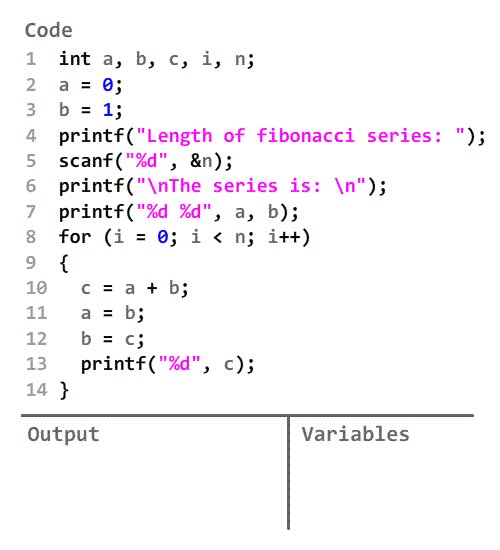 Code
1 int a, b, c, i, n;
2 a = 0;
3 b = 1;
4 printf("Length of fibonacci series: ");
5 scanf("%d", &n);
6 printf("\nThe series is: \n");
7 printf("%d %d", a, b);
8 for (i = 0; i < n; i++)
9 {
10 c = a + b;
11 a = b;
12 b = c;
13 printf("%d", c);
14 }
Output
Variables